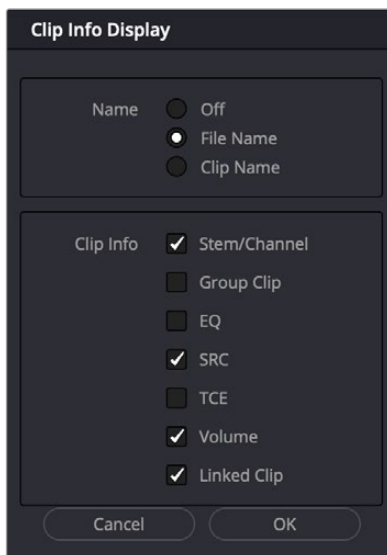 Clip Info Display
Name Off
File Name
Clip Name
Clip Info Stem/Channel
Group Clip
EQ
SRC
TCE
Volume
Linked Clip
Cancel OK